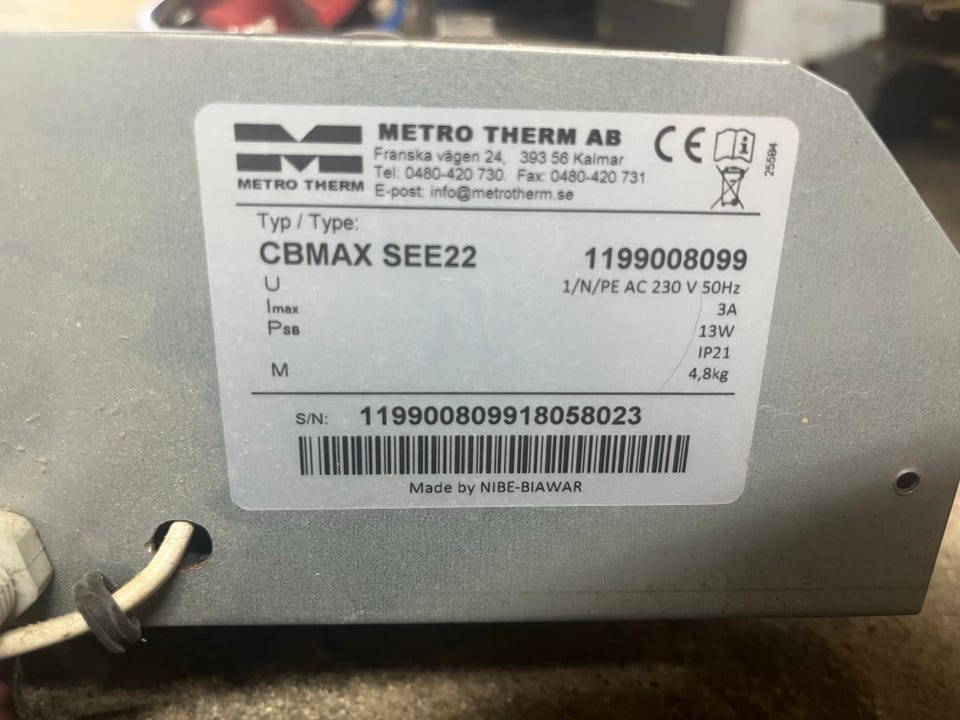 METRO THERM
METRO THERM AB
Franska vägen 24, 393 56 Kalmar
Tel: 0480-420 730. Fax: 0480-420 731
E-post: info@metrotherm.se
CE
25584
Typ / Type:
CBMAX SEE22 1199008099
U 1/N/PE AC 230 V 50Hz
Imax 3A
PSB 13W
IP21
M 4,8kg
S/N: 119900809918058023
Made by NIBE-BIAWAR